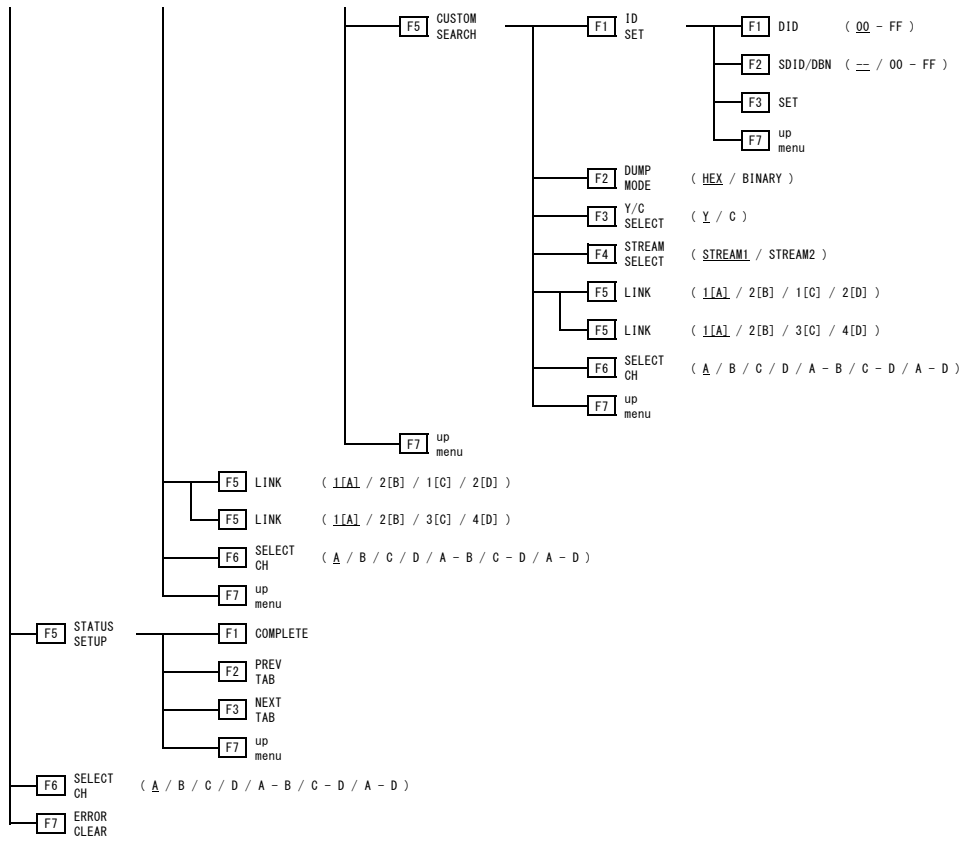 F5 CUSTOM SEARCH F1 ID SET F1 DID ( 00 - FF )
F2 SDID/DBN ( -- / 00 - FF )
F3 SET
F7 up menu
F2 DUMP MODE ( HEX / BINARY )
F3 Y/C SELECT ( Y / C )
F4 STREAM SELECT ( STREAM1 / STREAM2 )
F5 LINK ( 1[A] / 2[B] / 1[C] / 2[D] )
F5 LINK ( 1[A] / 2[B] / 3[C] / 4[D] )
F6 SELECT CH ( A / B / C / D / A - B / C - D / A - D )
F7 up menu
F7 up menu
F5 LINK ( 1[A] / 2[B] / 1[C] / 2[D] )
F5 LINK ( 1[A] / 2[B] / 3[C] / 4[D] )
F6 SELECT CH ( A / B / C / D / A - B / C - D / A - D )
F7 up menu
F5 STATUS SETUP F1 COMPLETE
F2 PREV TAB
F3 NEXT TAB
F7 up menu
F6 SELECT CH ( A / B / C / D / A - B / C - D / A - D )
F7 ERROR CLEAR